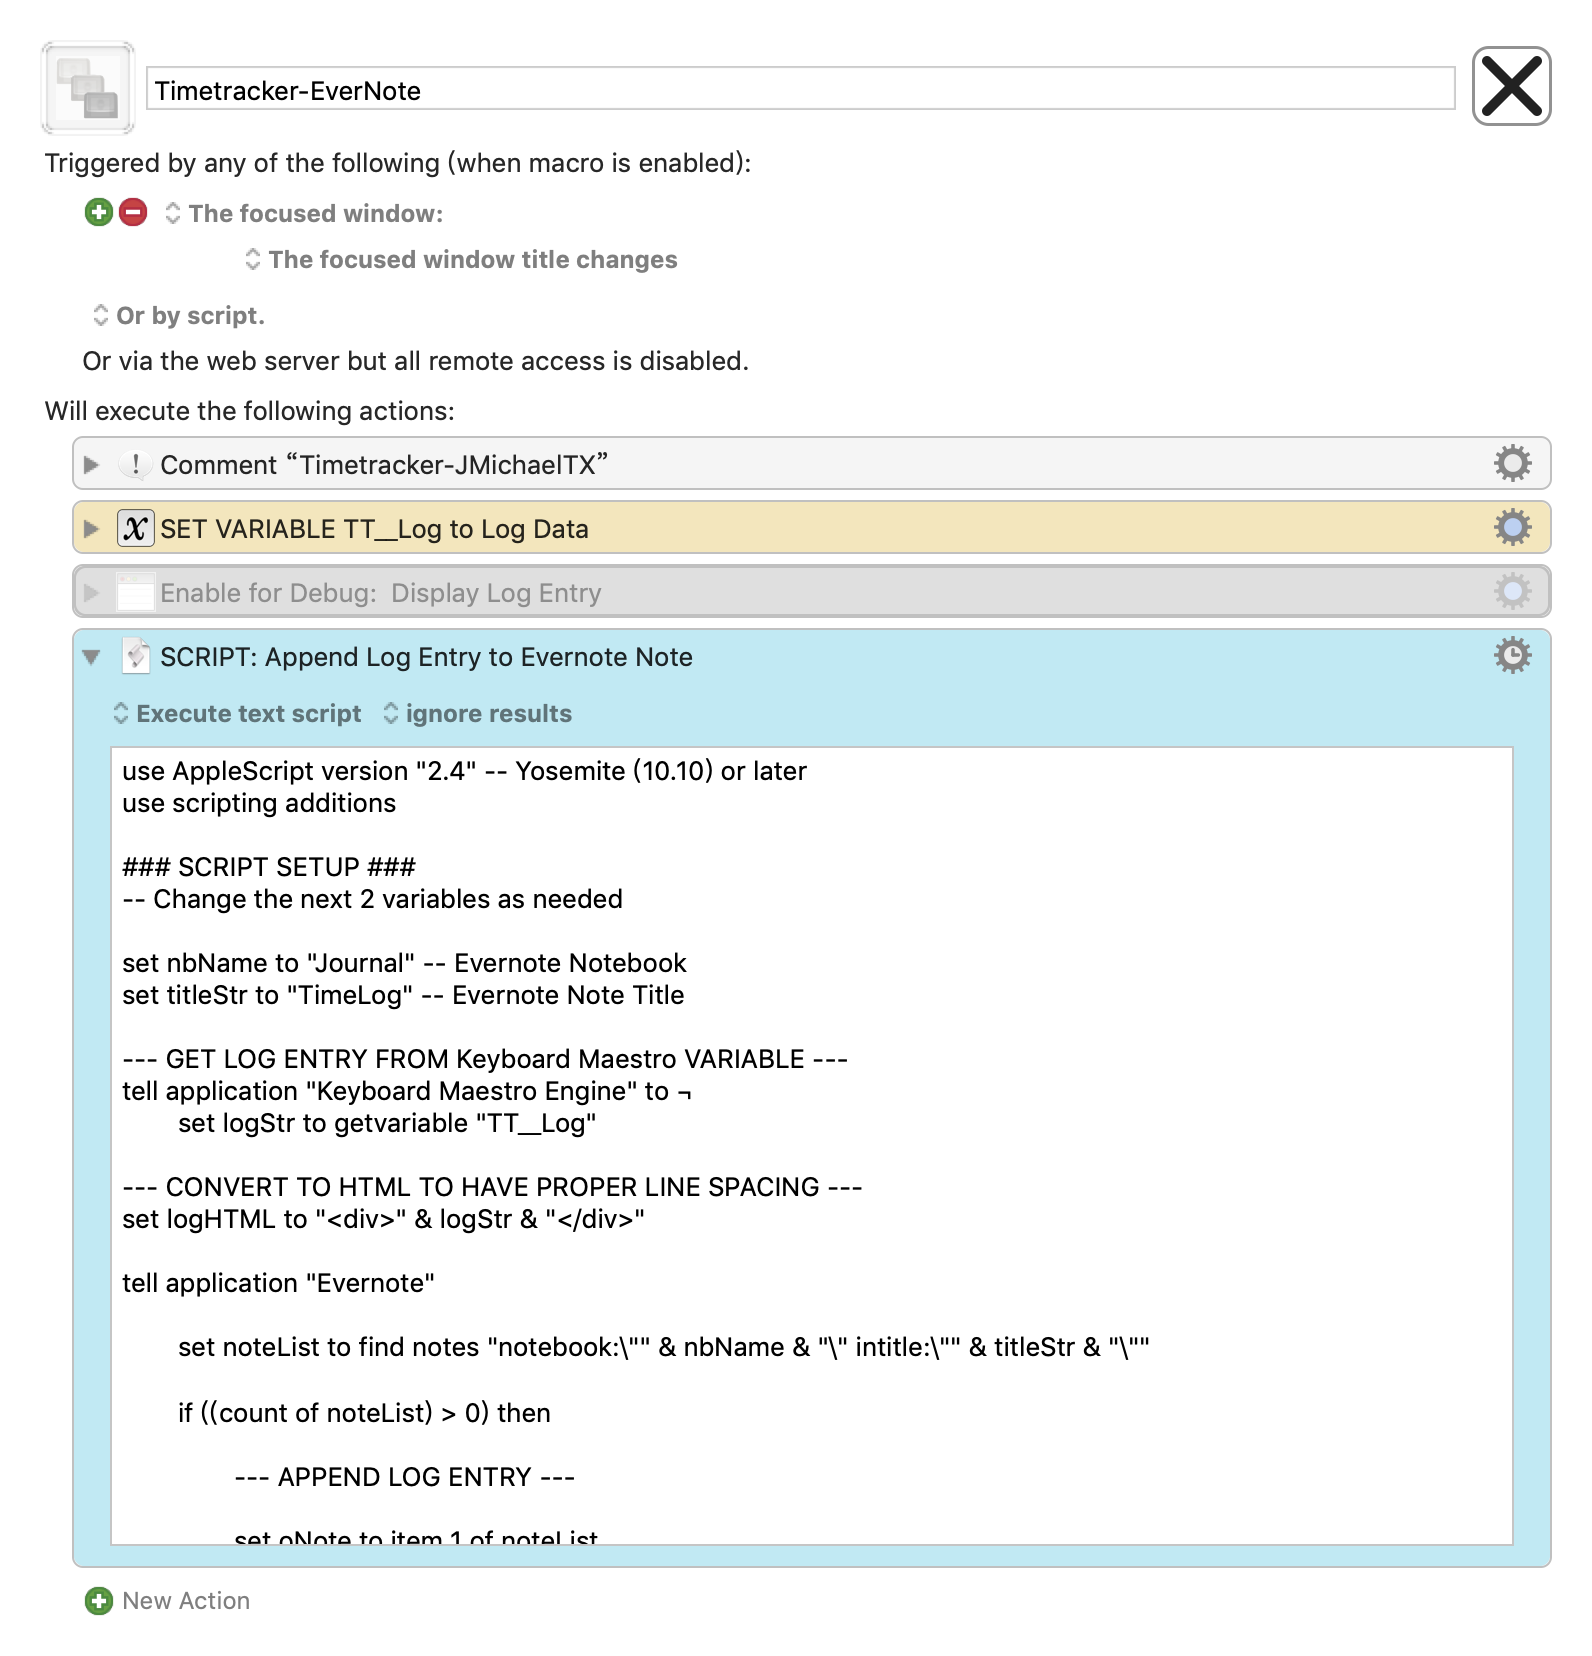 Timetracker-EverNote
Triggered by any of the following (when macro is enabled):
The focused window:
The focused window title changes
Or by script.
Or via the web server but all remote access is disabled.
Will execute the following actions:
Comment “Timetracker-JMichaelTX”
SET VARIABLE TT__Log to Log Data
Enable for Debug:  Display Log Entry
SCRIPT: Append Log Entry to Evernote Note
Execute text script ignore results
use AppleScript version "2.4" -- Yosemite (10.10) or later
use scripting additions
### SCRIPT SETUP ###
-- Change the next 2 variables as needed
set nbName to "Journal" -- Evernote Notebook
set titleStr to "TimeLog" -- Evernote Note Title
--- GET LOG ENTRY FROM Keyboard Maestro VARIABLE ---
tell application "Keyboard Maestro Engine" to ¬
set logStr to getvariable "TT__Log"
--- CONVERT TO HTML TO HAVE PROPER LINE SPACING ---
set logHTML to "<div>" & logStr & "</div>"
tell application "Evernote"
set noteList to find notes "notebook:\"" & nbName & "\" intitle:\"" & titleStr & "\""
if ((count of noteList) > 0) then
--- APPEND LOG ENTRY ---
set oNote to item 1 of noteList
New Action